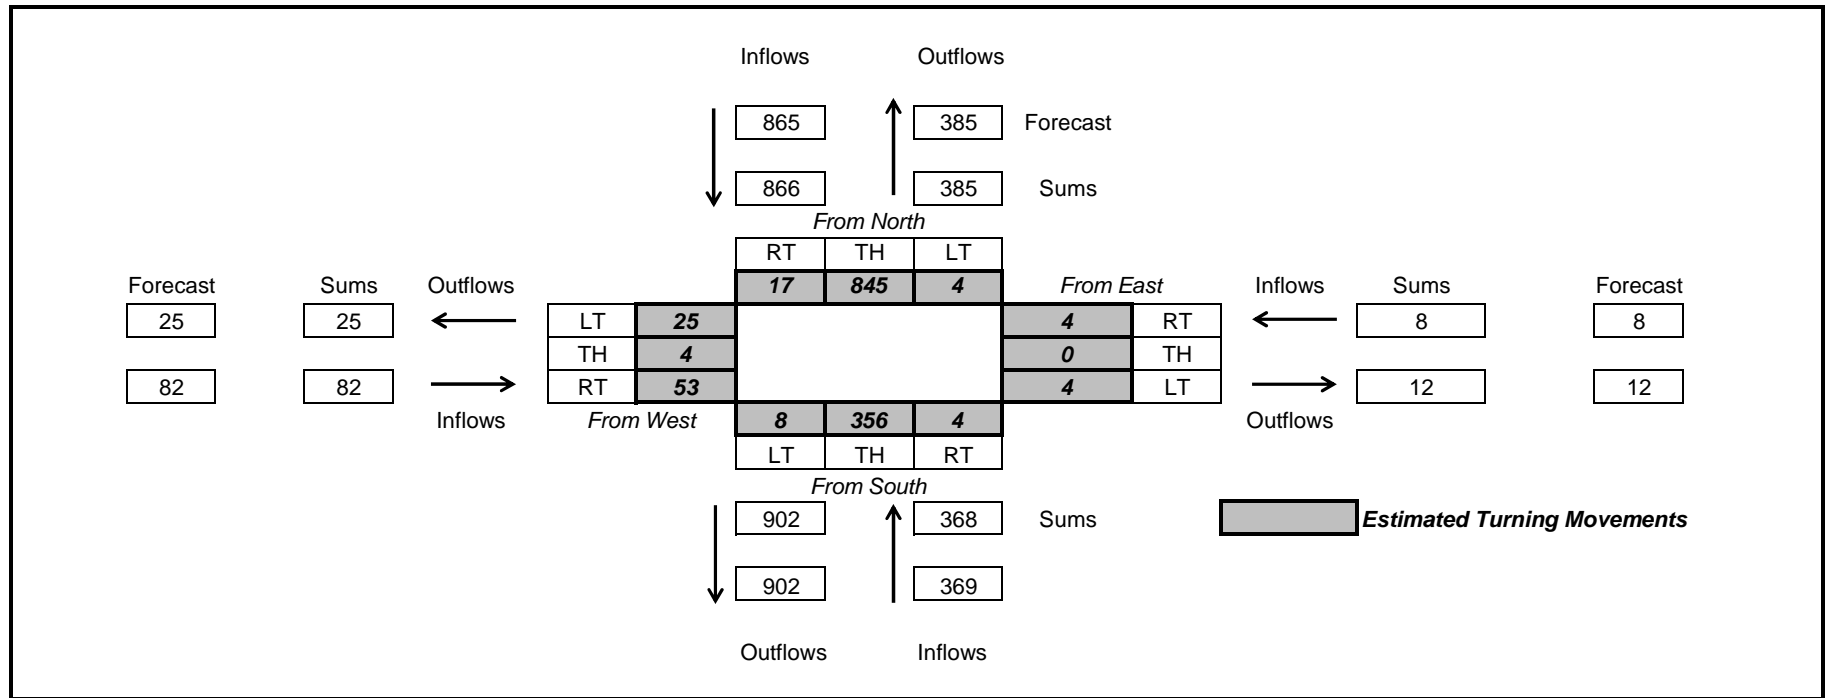 Inflows Outflows
865 385 Forecast
866 385 Sums
From North
RT TH LT
Forecast Sums Outflows 17 845 4 From East Inflows Sums Forecast
25 25 LT 25 4 RT 8 8
TH 4 0 TH
82 82 RT 53 4 LT 12 12
Inflows From West 8 356 4 Outflows
LT TH RT
From South
902 368 Sums Estimated Turning Movements
902 369
Outflows Inflows